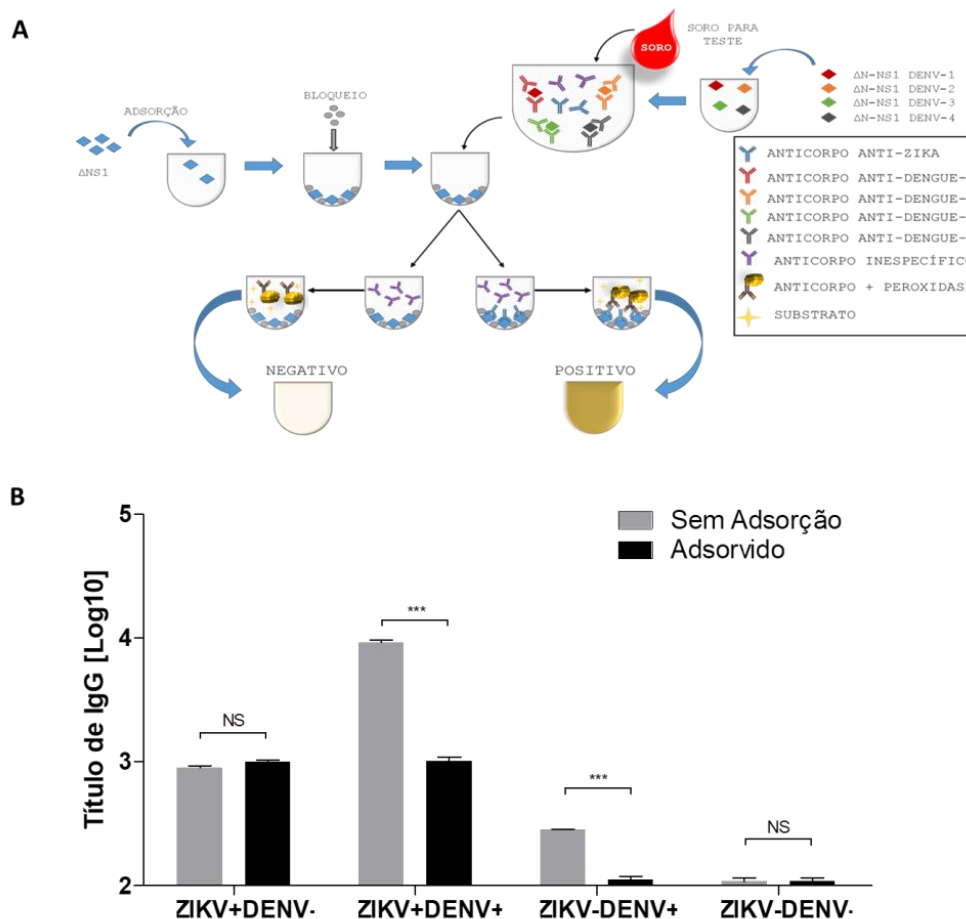 A
SORO PARA
TESTE
SORO
ΔN-NS1 DENV-1
ΔN-NS1 DENV-2
ΔN-NS1 DENV-3
ΔN-NS1 DENV-4
ADSORÇÃO
BLOQUEIO
ΔNS1
ANTICORPO ANTI-ZIKA
ANTICORPO ANTI-DENGUE-
ANTICORPO ANTI-DENGUE-
ANTICORPO ANTI-DENGUE-
ANTICORPO ANTI-DENGUE-
ANTICORPO INESPECÍFICO
ANTICORPO + PEROXIDAS
SUBSTRATO
NEGATIVO
POSITIVO
B
Sem Adsorção
Adsorvido
Título de IgG [Log10]
5
4
3
2
NS
***
***
NS
ZIKV+DENV-
ZIKV+DENV+
ZIKV-DENV+
ZIKV-DENV-